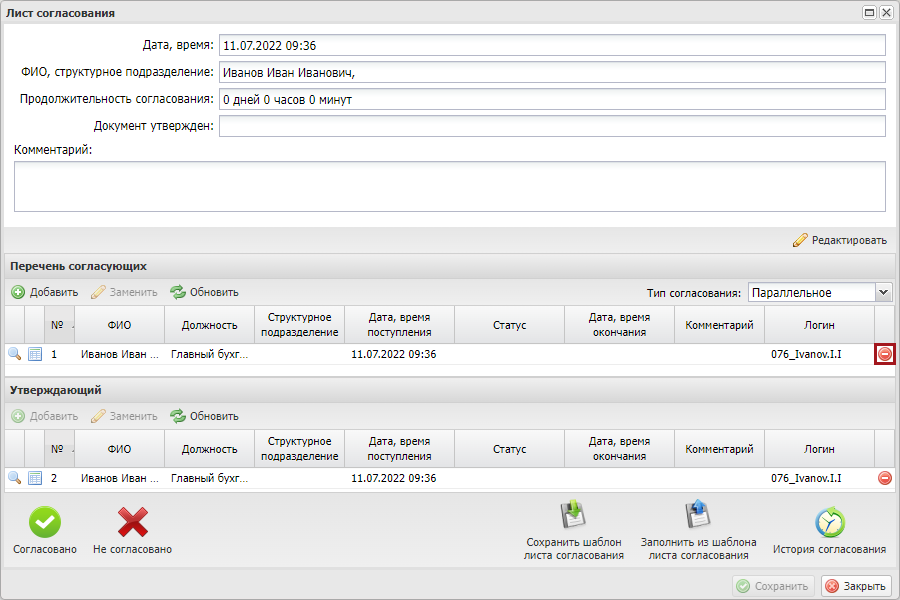 Лист согласования
Дата, время: 11.07.2022 09:36
ФИО, структурное подразделение: Иванов Иван Иванович,
Продолжительность согласования: 0 дней 0 часов 0 минут
Документ утвержден:
Комментарий:
Редактировать
Перечень согласующих
Добавить Заменить Обновить Тип согласования: Параллельное
№ ФИО Должность Структурное подразделение Дата, время поступления Статус Дата, время окончания Комментарий Логин
1 Иванов Иван ... Главный бухг... 11.07.2022 09:36 076_Ivanov.I.I
Утверждающий
Добавить Заменить Обновить
№ ФИО Должность Структурное подразделение Дата, время поступления Статус Дата, время окончания Комментарий Логин
2 Иванов Иван ... Главный бухг... 11.07.2022 09:36 076_Ivanov.I.I
Согласовано Не согласовано Сохранить шаблон листа согласования Заполнить из шаблона листа согласования История согласования
Сохранить Закрыть